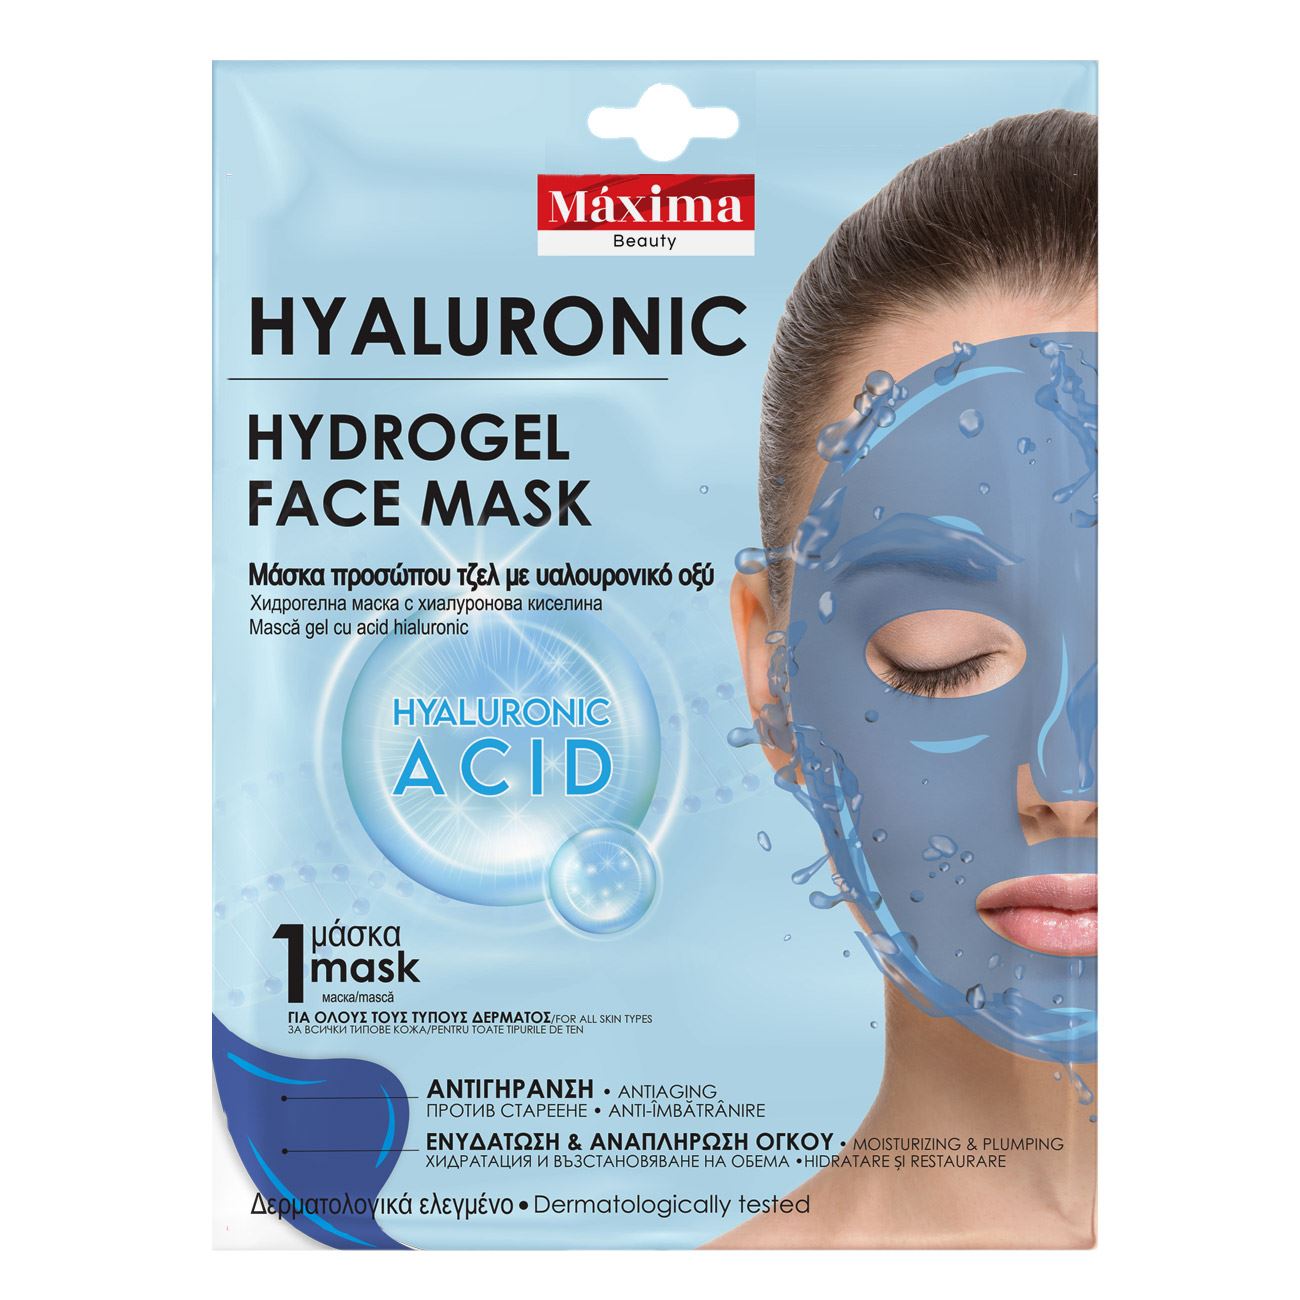 Máxima
Beauty
HYALURONIC
HYDROGEL
FACE MASK
Μάσκα προσώπου τζελ με υαλουρονικό οξύ
Хидрогелна маска с хиалуронова киселина
Mască gel cu acid hialuronic
HYALURONIC
ACID
1 μάσκα
mask
маска/mască
ΓΙΑ ΟΛΟΥΣ ΤΟΥΣ ΤΥΠΟΥΣ ΔΕΡΜΑΤΟΣ/FOR ALL SKIN TYPES
ЗА ВСИЧКИ ТИПОВЕ КОЖА/PENTRU TOATE TIPURILE DE TEN
ΑΝΤΙΓΗΡΑΝΣΗ • ANTIAGING
ПРОТИВ СТАРЕЕНЕ • ANTI-ÎMBĂTRÂNIRE
ΕΝΥΔΑΤΩΣΗ & ΑΝΑΠΛΗΡΩΣΗ ΟΓΚΟΥ • MOISTURIZING & PLUMPING
ХИДРАТАЦИЯ И ВЪЗСТАНОВЯВАНЕ НА ОБЕМА •HIDRATARE ȘI RESTAURARE
Δερματολογικά ελεγμένο • Dermatologically tested